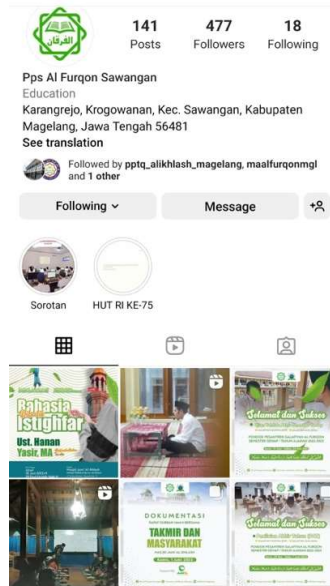 الفرقان
141
Posts
477
Followers
18
Following
Pps Al Furqon Sawangan
Education
Karangrejo, Krogowanan, Kec. Sawangan, Kabupaten
Magelang, Jawa Tengah 56481
See translation
Followed by pptq_alikhlash_magelang, maalfurqonmgl
and 1 other
Following
Message
Sorotan
HUT RI KE-75
Rahasia
Istighfar
Ust. Hanan
Yasir, MA
Selamat dan Sukses
DOKUMENTASI
TAKMIR DAN
MASYARAKAT
Selamat dan Sukses